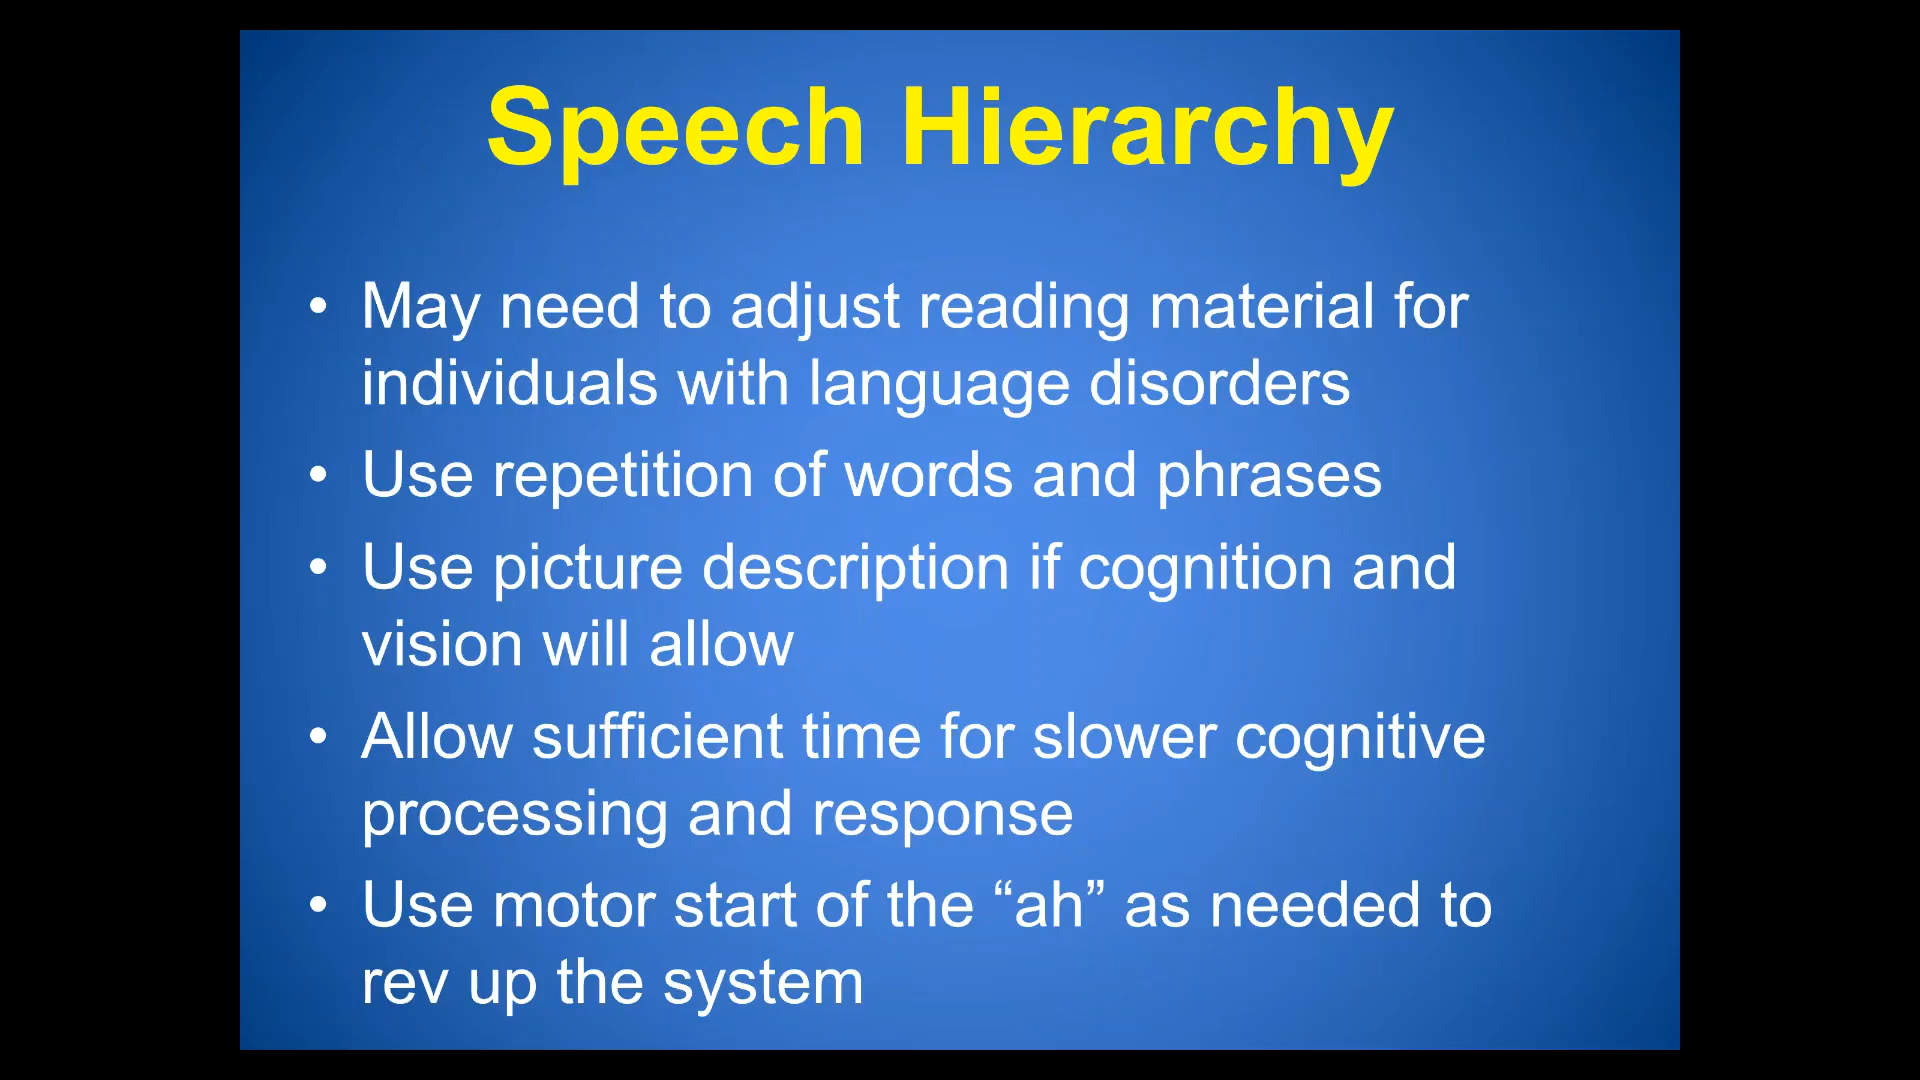 Speech Hierarchy
• May need to adjust reading material for
individuals with language disorders
• Use repetition of words and phrases
• Use picture description if cognition and
vision will allow
• Allow sufficient time for slower cognitive
processing and response
• Use motor start of the “ah” as needed to
rev up the system